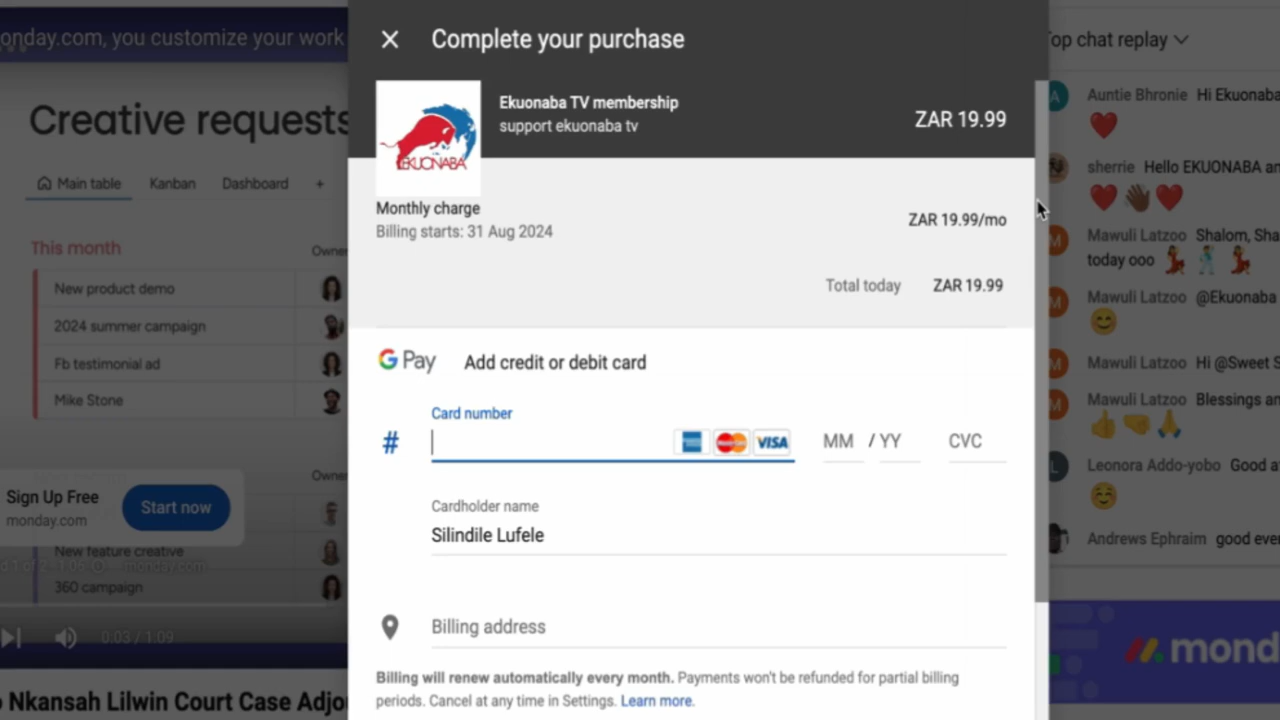 onday.com, you customize your work
Creative requests
Main table Kanban Dashboard +
This month
Owner
New product demo
2024 summer campaign
Fb testimonial ad
Mike Stone
Owner
Sign Up Free
monday.com
Start now
New feature creative
monday.com
360 campaign
0:03 / 1:09
Nkansah Lilwin Court Case Adjo
Complete your purchase
EKUONABA
Ekuonaba TV membership
support ekuonaba tv
ZAR 19.99
Monthly charge
Billing starts: 31 Aug 2024
ZAR 19.99/mo
Total today ZAR 19.99
G Pay Add credit or debit card
Card number
# VISA MM / YY CVC
Cardholder name
Silindile Lufele
Billing address
Billing will renew automatically every month. Payments won't be refunded for partial billing
periods. Cancel at any time in Settings. Learn more.
Top chat replay
A Auntie Bhronie Hi Ekuonaba
❤️
sherrie Hello EKUONABA an
❤️👋🏾❤️
M Mawuli Latzoo Shalom, Sha
today ooo 💃🕺💃
M Mawuli Latzoo @Ekuonaba
😊
M Mawuli Latzoo Hi @Sweet S
M Mawuli Latzoo Blessings an
👍🤜🙏
L Leonora Addo-yobo Good a
☺️
Andrews Ephraim good eve
mond